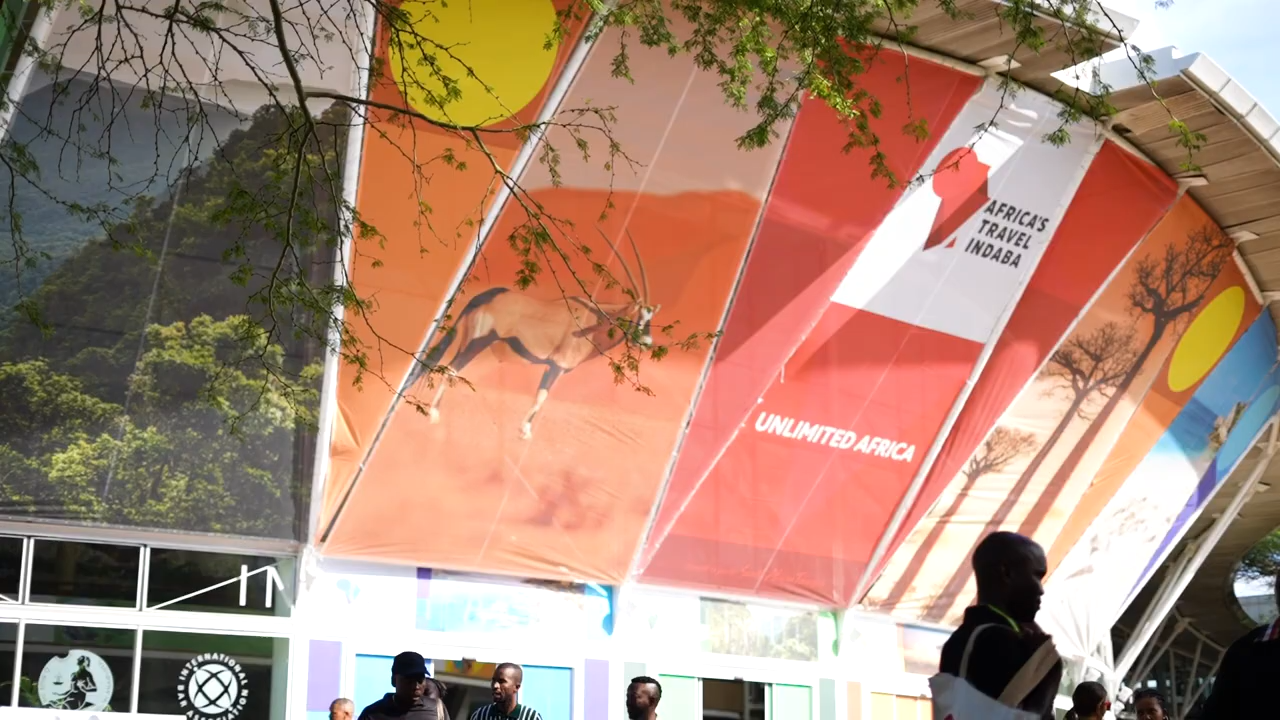 AFRICA'S
TRAVEL
INDABA
UNLIMITED AFRICA
INTERNATIONAL